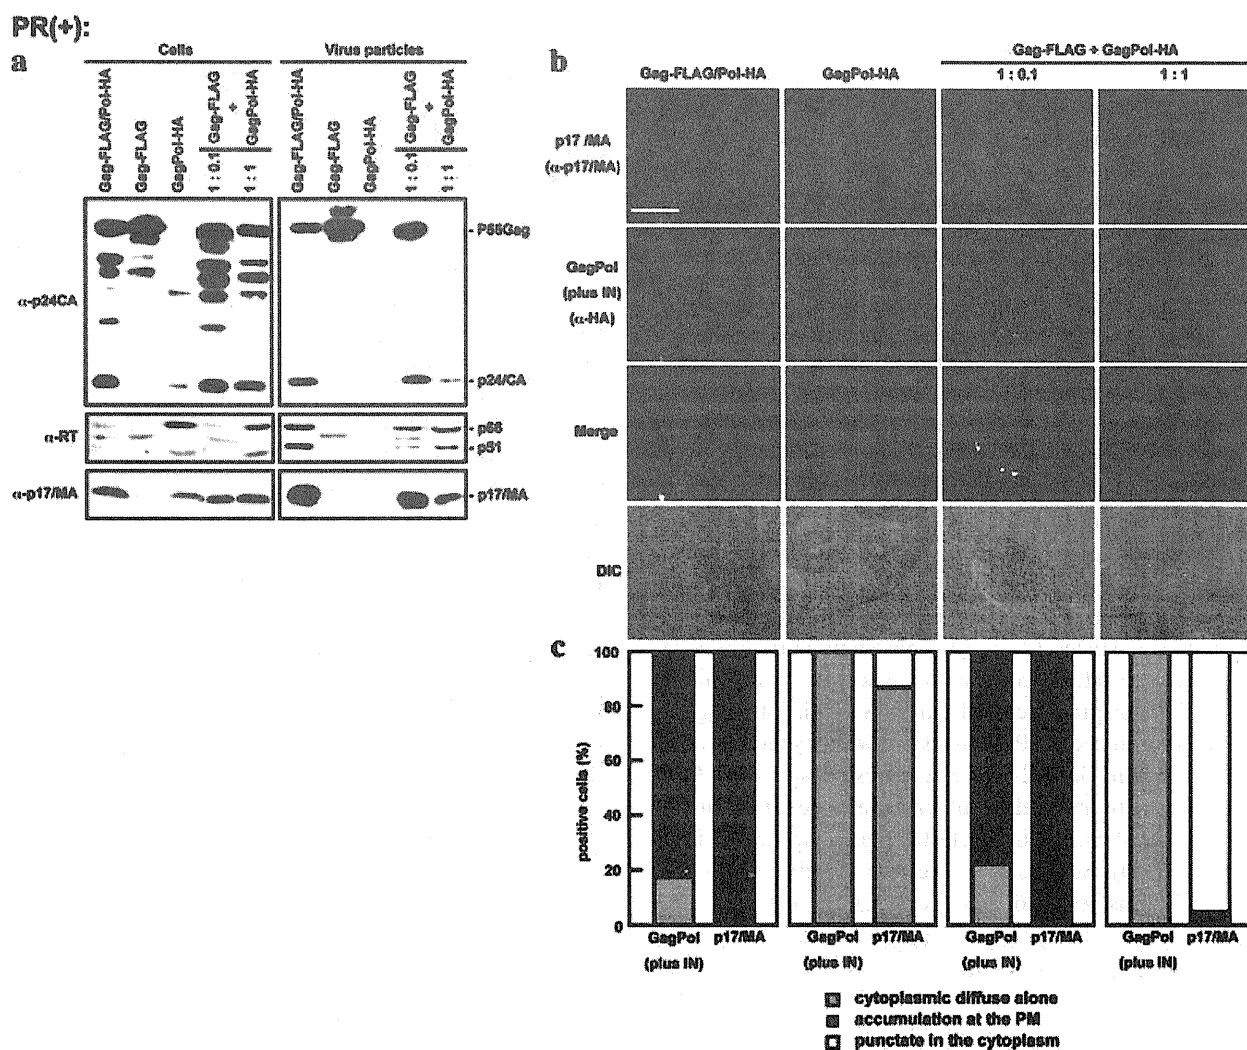 PR(+):
a
Cells
Virus particles
Gag-FLAG/Pol-HA
Gag-FLAG
GagPol-HA
1 : 0.1
Gag-FLAG
+
GagPol-HA
1 : 1
Gag-FLAG/Pol-HA
Gag-FLAG
GagPol-HA
1 : 0.1
Gag-FLAG
+
GagPol-HA
1 : 1
α-p24CA
P55Gag
p24/CA
α-RT
p66
p51
α-p17/MA
p17/MA
b
Gag-FLAG/Pol-HA
GagPol-HA
Gag-FLAG + GagPol-HA
1 : 0.1
1 : 1
p17 /MA
(α-p17/MA)
GagPol
(plus IN)
(α-HA)
Merge
DIC
c
positive cells (%)
100
80
60
40
20
0
GagPol
(plus IN)
p17/MA
GagPol
(plus IN)
p17/MA
GagPol
(plus IN)
p17/MA
GagPol
(plus IN)
p17/MA
cytoplasmic diffuse alone
accumulation at the PM
punctate in the cytoplasm